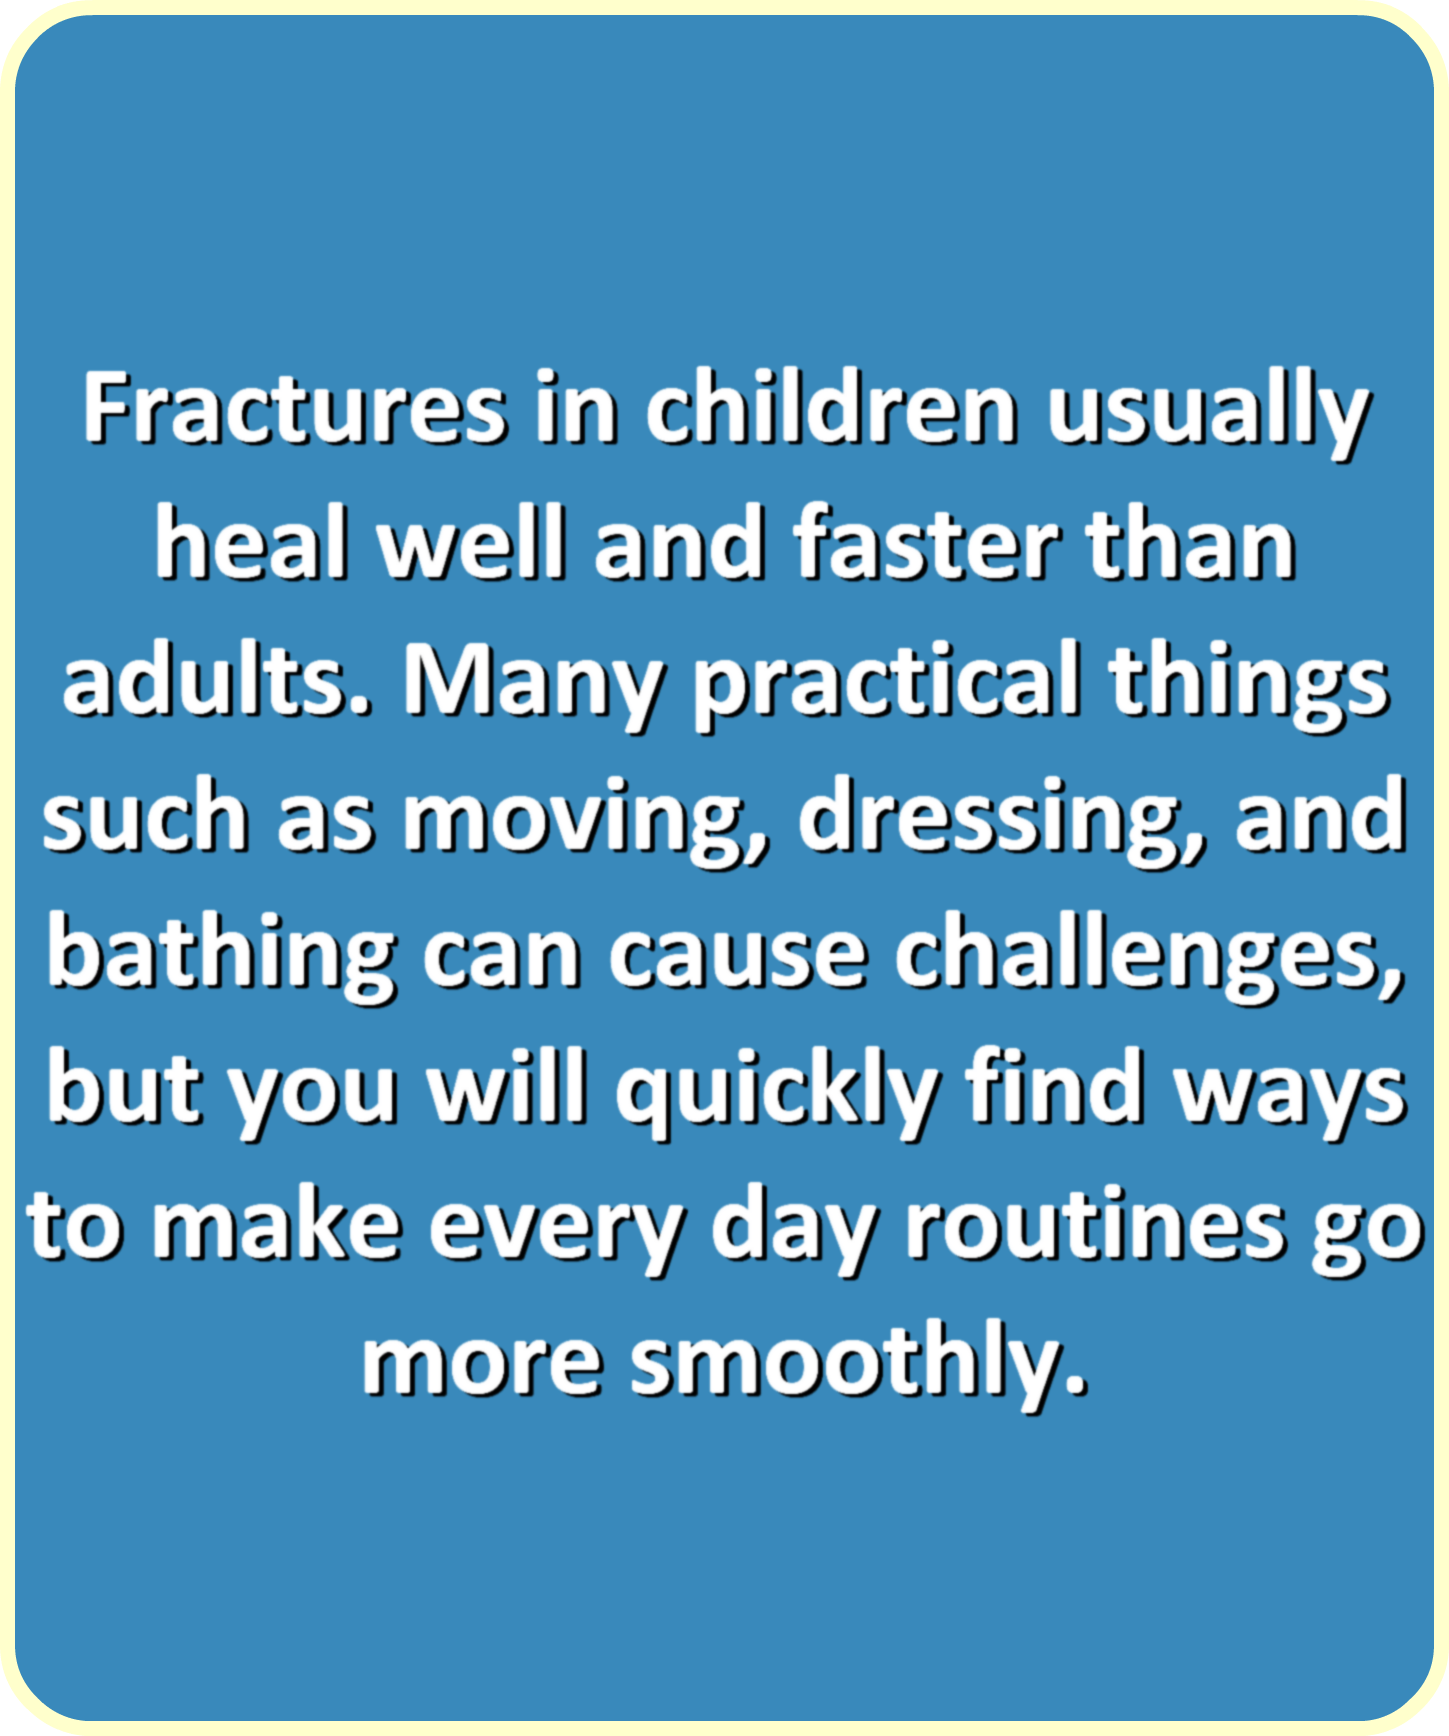 Fractures in children usually
heal well and faster than
adults. Many practical things
such as moving, dressing, and
bathing can cause challenges,
but you will quickly find ways
to make every day routines go
more smoothly.